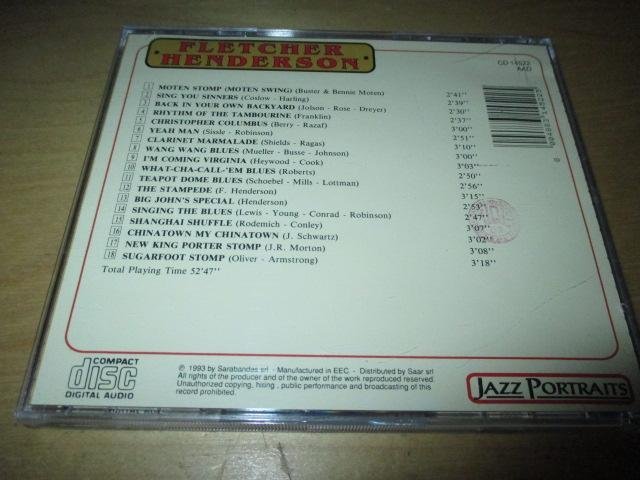 FLETCHER
HENDERSON
CD 14522
AAD
1 MOTEN STOMP (MOTEN SWING) (Buster & Bennie Moten) 2'41"
2 SING YOU SINNERS (Coslow - Harling) 2'39"
3 BACK IN YOUR OWN BACKYARD (Jolson - Rose - Dreyer) 2'30"
4 RHYTHM OF THE TAMBOURINE (Franklin) 2'37"
5 CHRISTOPHER COLUMBUS (Berry - Razaf) 3'00"
6 YEAH MAN (Sissle - Robinson) 2'51"
7 CLARINET MARMALADE (Shields - Ragas) 3'10"
8 WANG WANG BLUES (Mueller - Busse - Johnson) 3'00"
9 I'M COMING VIRGINIA (Heywood - Cook) 3'03"
10 WHAT-CHA-CALL-'EM BLUES (Roberts) 2'50"
11 TEAPOT DOME BLUES (Schoebel - Mills - Lottman) 2'56"
12 THE STAMPEDE (F. Henderson) 3'15"
13 BIG JOHN'S SPECIAL (Henderson) 2'53"
14 SINGING THE BLUES (Lewis - Young - Conrad - Robinson) 2'47"
15 SHANGHAI SHUFFLE (Rodemich - Conley) 3'07"
16 CHINATOWN MY CHINATOWN (J. Schwartz) 3'02"
17 NEW KING PORTER STOMP (J.R. Morton) 3'08"
18 SUGARFOOT STOMP (Oliver - Armstrong) 3'18"
Total Playing Time 52'47"
COMPACT
disc
DIGITAL AUDIO
℗ 1993 by Sarabandas srl - Manufactured in EEC - Distributed by Saar srl
All rights of the producer and of the owner of the work reproduced reserved.
Unauthorized copying, hiring, public performance and broadcasting of this
record prohibited.
JAZZ PORTRAITS